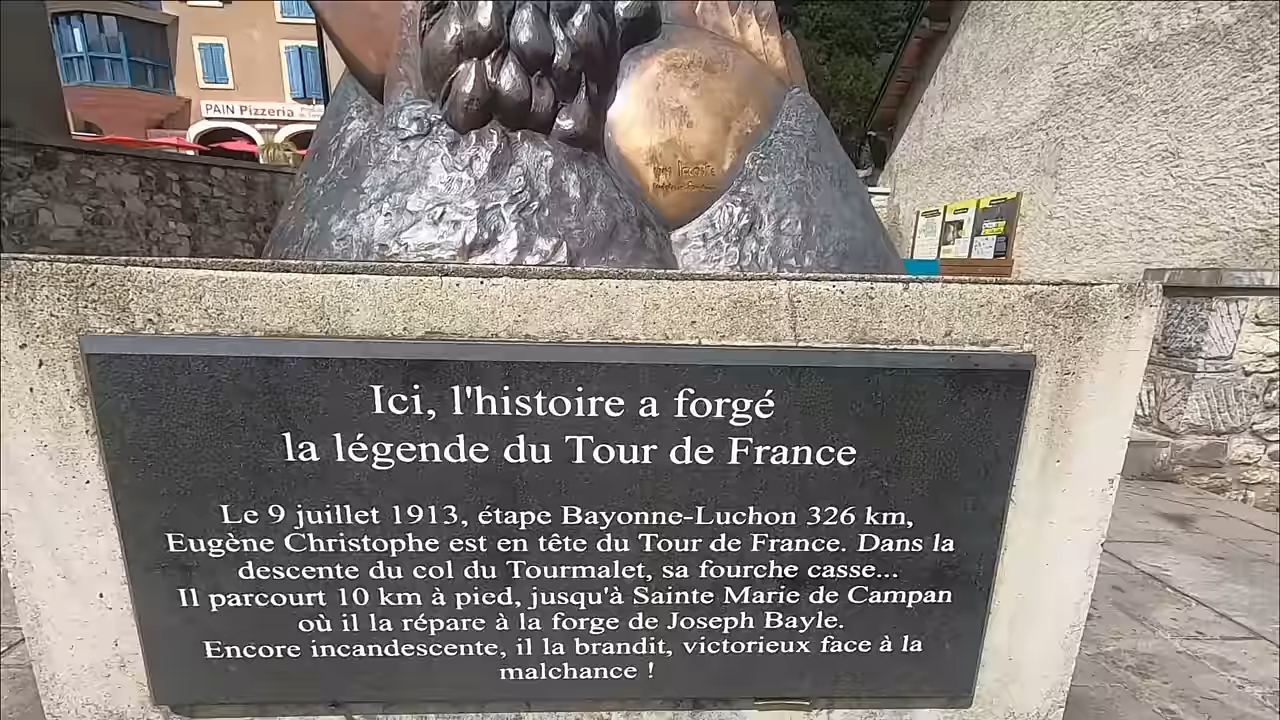 PAIN Pizzeria
Ici, l'histoire a forgé
la légende du Tour de France
Le 9 juillet 1913, étape Bayonne-Luchon 326 km,
Eugène Christophe est en tête du Tour de France. Dans la
descente du col du Tourmalet, sa fourche casse...
Il parcourt 10 km à pied, jusqu'à Sainte Marie de Campan
où il la répare à la forge de Joseph Bayle.
Encore incandescente, il la brandit, victorieux face à la
malchance !